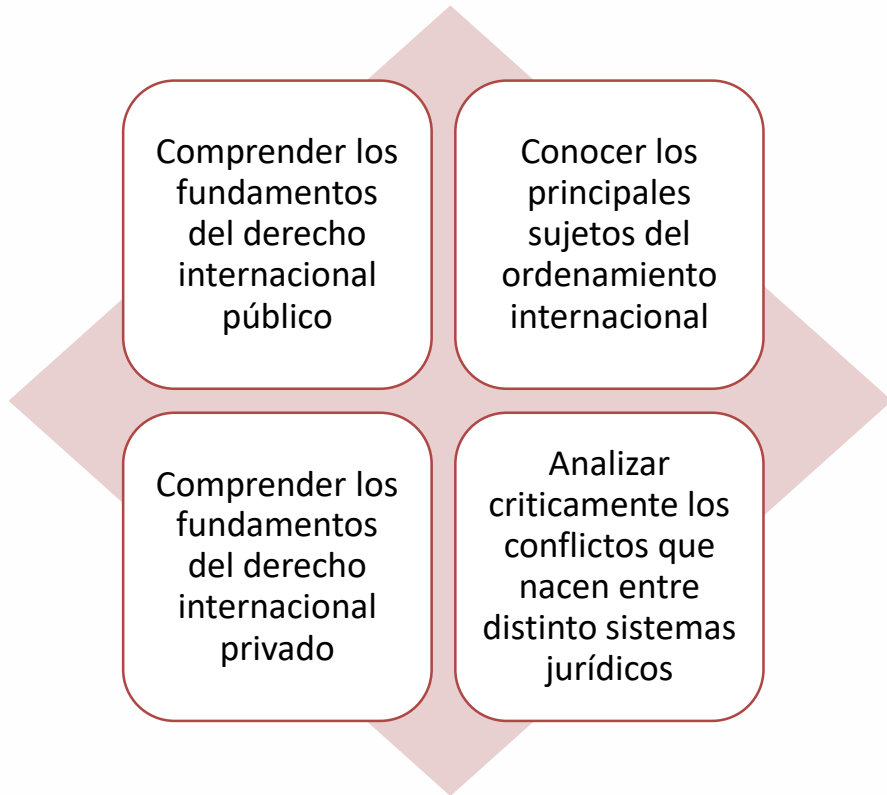 Comprender los
fundamentos
del derecho
internacional
público
Conocer los
principales
sujetos del
ordenamiento
internacional
Comprender los
fundamentos
del derecho
internacional
privado
Analizar
criticamente los
conflictos que
nacen entre
distinto sistemas
jurídicos